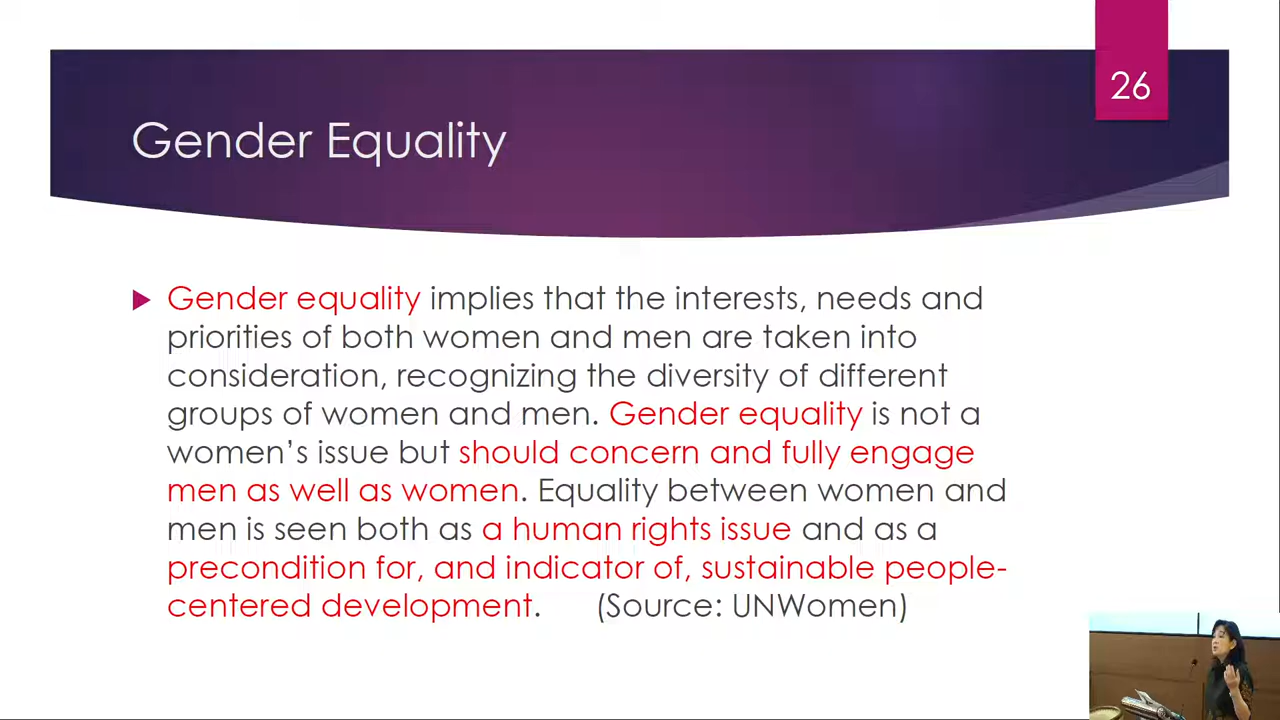 26
Gender Equality
Gender equality implies that the interests, needs and
priorities of both women and men are taken into
consideration, recognizing the diversity of different
groups of women and men. Gender equality is not a
women’s issue but should concern and fully engage
men as well as women. Equality between women and
men is seen both as a human rights issue and as a
precondition for, and indicator of, sustainable people-
centered development. (Source: UNWomen)